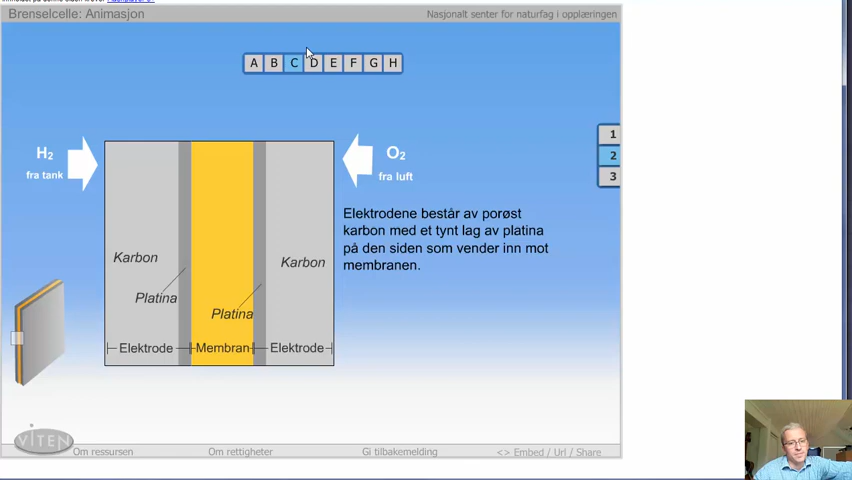 Brenselcelle: Animasjon
Nasjonalt senter for naturfag i opplæringen
A B C D E F G H
1
2
3
H2
fra tank
O2
fra luft
Elektrodene består av porøst
karbon med et tynt lag av platina
på den siden som vender inn mot
membranen.
Karbon
Karbon
Platina
Platina
Elektrode
Membran
Elektrode
VITEN
Om ressursen
Om rettigheter
Gi tilbakemelding
<> Embed / Url / Share